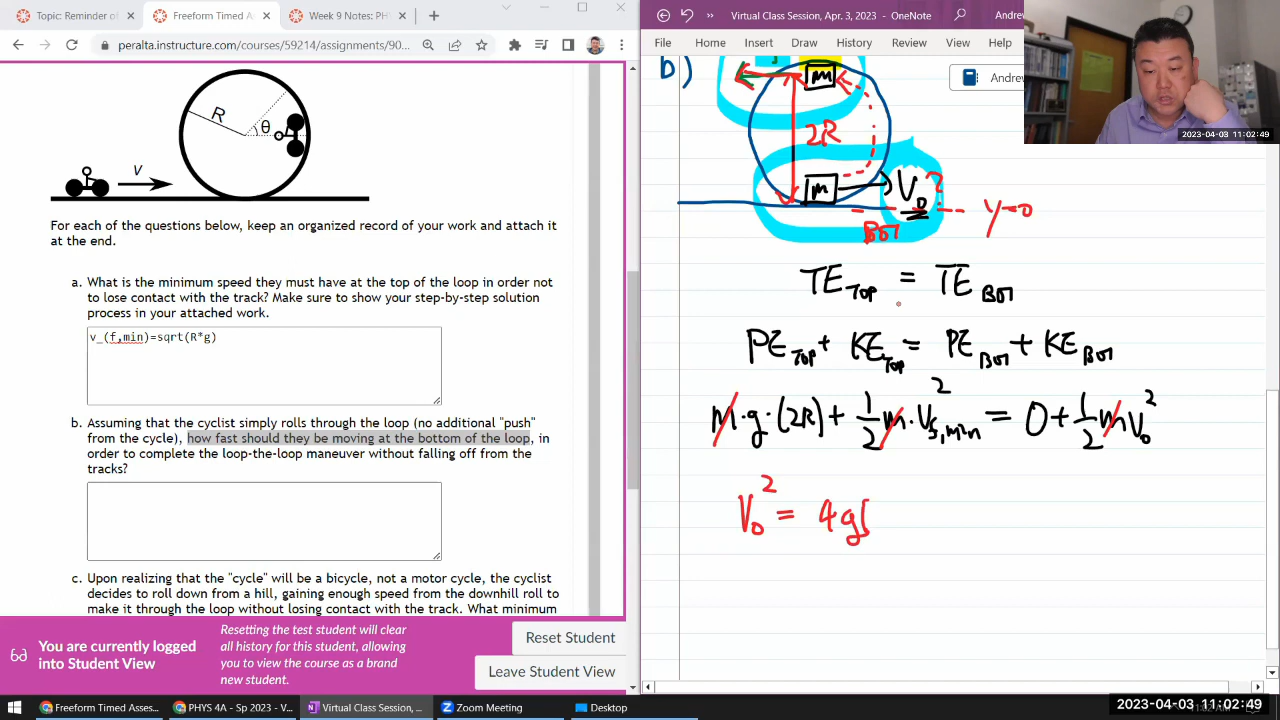 Topic: Reminder of
Freeform Timed A
Week 9 Notes: PH
peralta.instructure.com/courses/59214/assignments/90...
R
θ
v
For each of the questions below, keep an organized record of your work and attach it
at the end.
a. What is the minimum speed they must have at the top of the loop in order not
to lose contact with the track? Make sure to show your step-by-step solution
process in your attached work.
v_(f,min)=sqrt(R*g)
b. Assuming that the cyclist simply rolls through the loop (no additional "push"
from the cycle), how fast should they be moving at the bottom of the loop, in
order to complete the loop-the-loop maneuver without falling off from the
tracks?
c. Upon realizing that the "cycle" will be a bicycle, not a motor cycle, the cyclist
decides to roll down from a hill, gaining enough speed from the downhill roll to
make it through the loop without losing contact with the track. What minimum
You are currently logged
into Student View
Resetting the test student will clear
all history for this student, allowing
you to view the course as a brand
new student.
Reset Student
Leave Student View
Virtual Class Session, Apr. 3, 2023 - OneNote
Andre
File Home Insert Draw History Review View He
Andrew
b)
m
2R
m
V₀ ?
BOT
y=0
TE_TOP = TE_BOT
PE_TOP + KE_TOP = PE_BOT + KE_BOT
m·g·(2R) + 1/2 m·V_f,min² = 0 + 1/2 m V₀²
V₀² = 4g
2023-04-03 11:02:49
Freeform Timed Asses...
PHYS 4A - Sp 2023 - V...
Virtual Class Session,...
Zoom Meeting
Desktop
2023-04-03 11:02:49